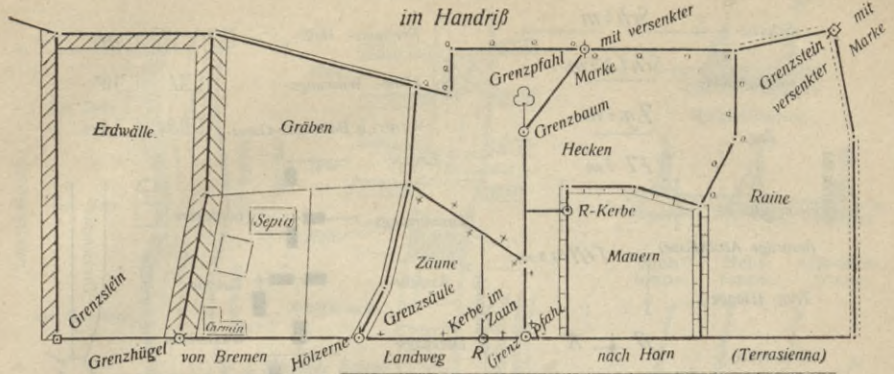 im Handriß
mit versenkter
Marke
mit
Marke
Grenzstein
versenkter
Grenzpfahl
Grenzbaum
Erdwälle.
Gräben
Hecken
Raine
Sepia
R-Kerbe
Zäune
Mauern
Grenzstein
Grenzsäule
Hölzerne
Kerbe im
Zaun
Grenzpfahl
Carmin
Grenzhügel
von Bremen
Landweg
R
nach Horn
(Terrasienna)